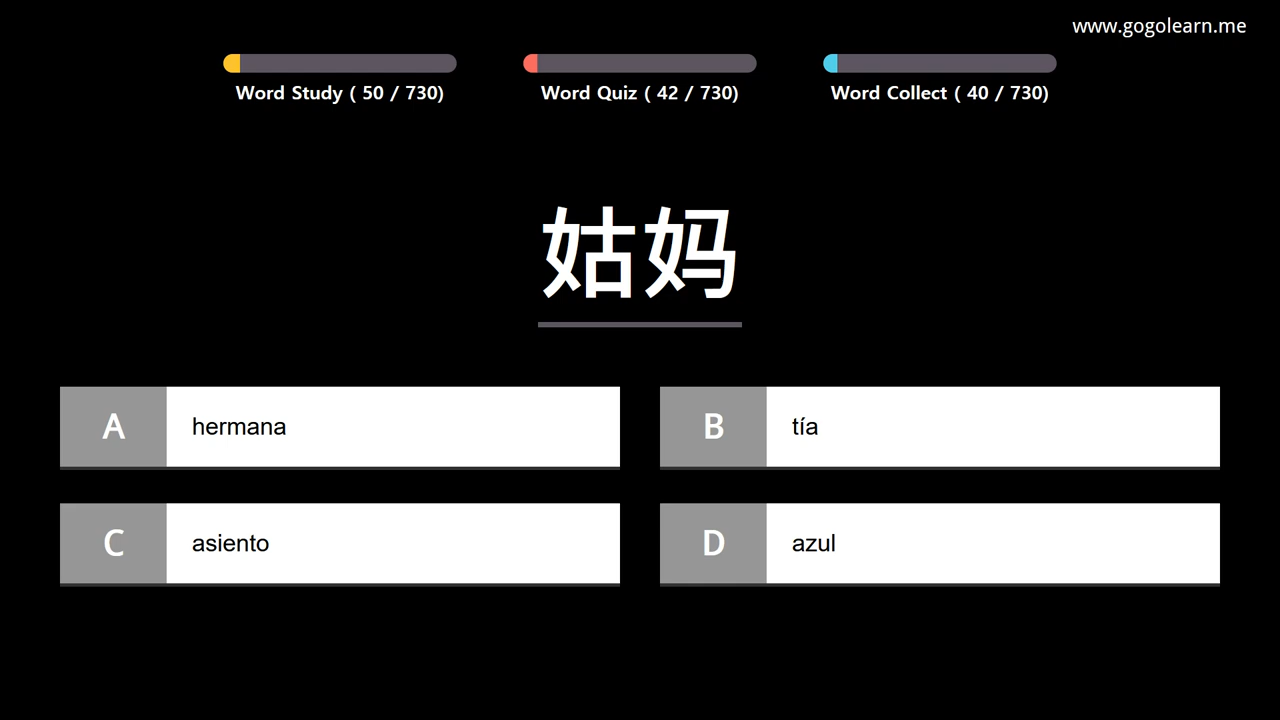 www.gogolearn.me
Word Study ( 50 / 730)
Word Quiz ( 42 / 730)
Word Collect ( 40 / 730)
姑妈
A hermana
B tía
C asiento
D azul